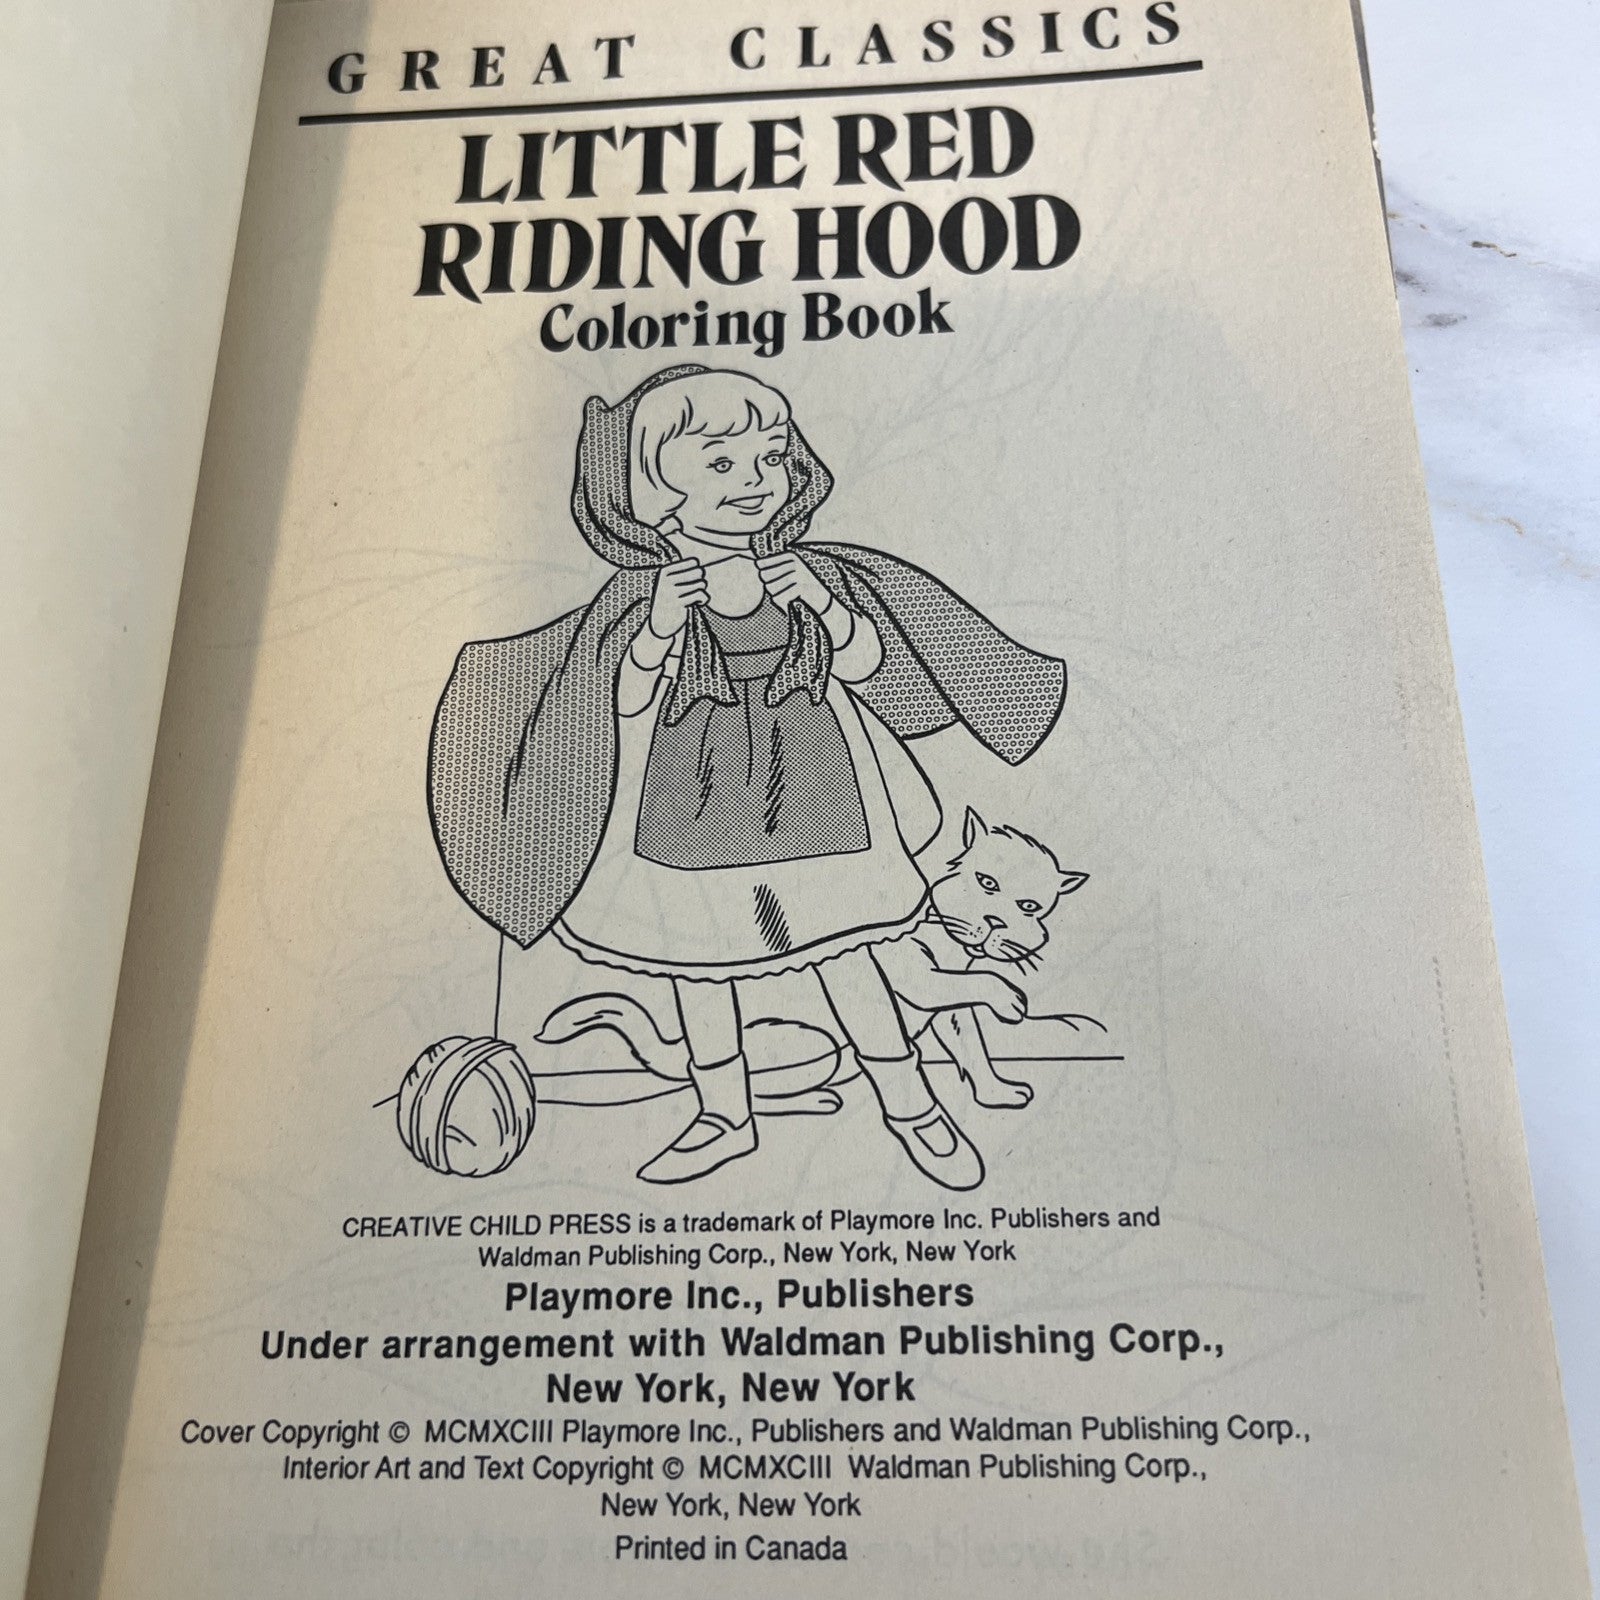 GREAT CLASSICS
LITTLE RED
RIDING HOOD
Coloring Book
CREATIVE CHILD PRESS is a trademark of Playmore Inc. Publishers and
Waldman Publishing Corp., New York, New York
Playmore Inc., Publishers
Under arrangement with Waldman Publishing Corp.,
New York, New York
Cover Copyright © MCMXCIII Playmore Inc., Publishers and Waldman Publishing Corp.,
Interior Art and Text Copyright © MCMXCIII Waldman Publishing Corp.,
New York, New York
Printed in Canada